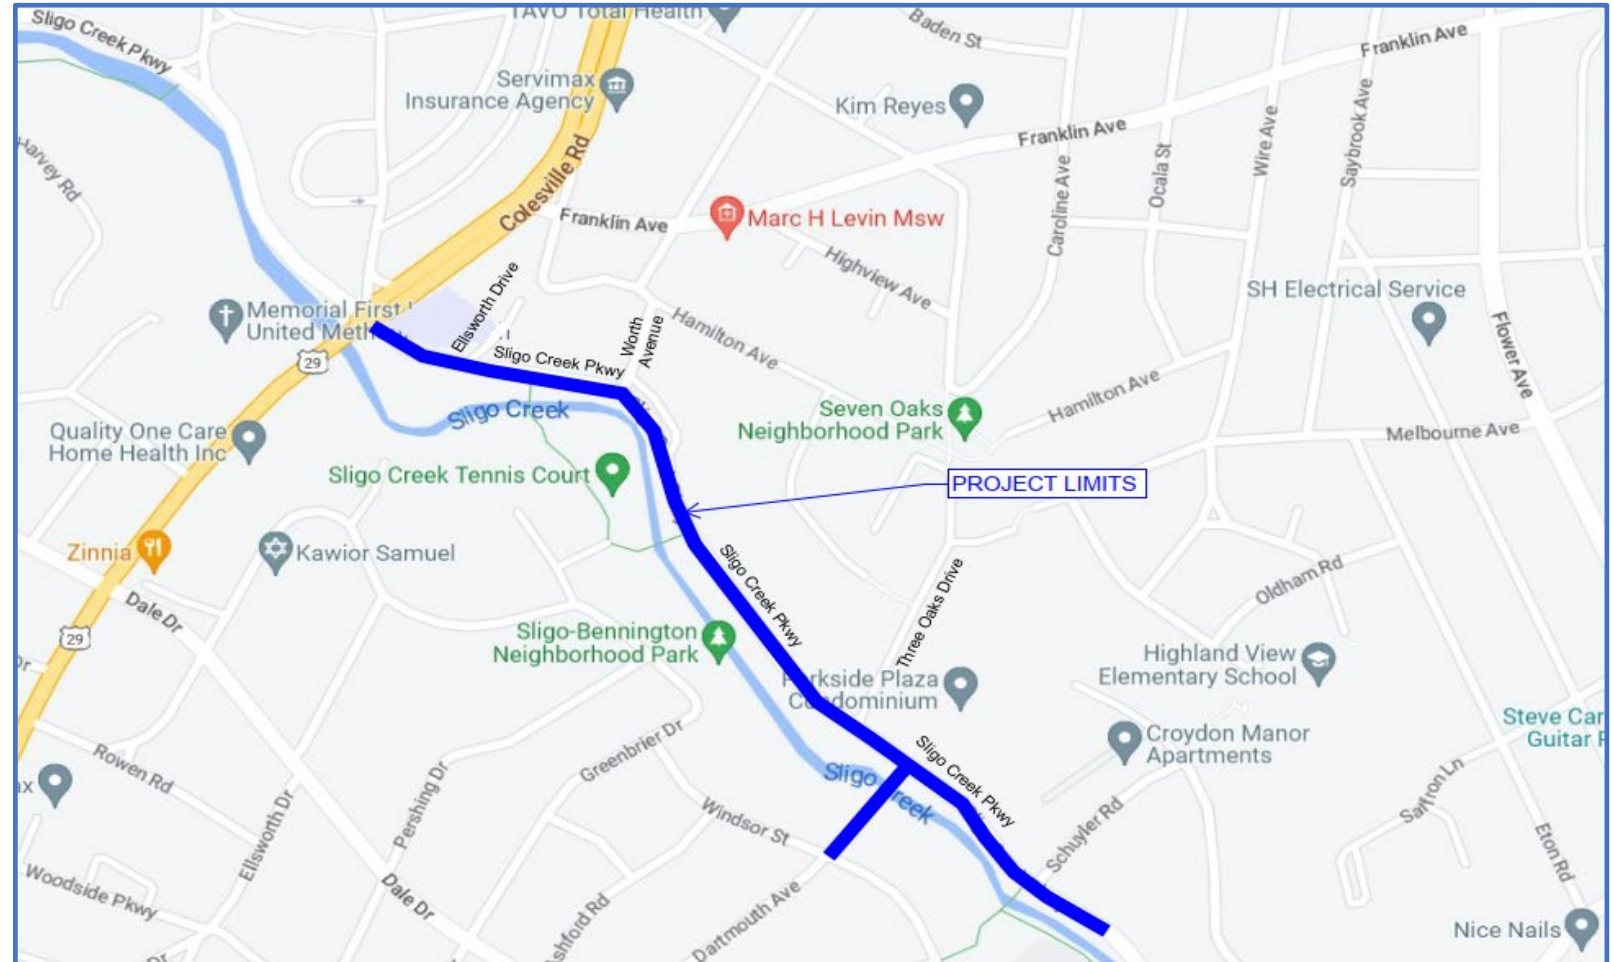 TAVO Total Health
Baden St
Franklin Ave
Sligo Creek Pkwy
Servimax
Insurance Agency
Kim Reyes
Franklin Ave
Harvey Rd
Colesville Rd
Caroline Ave
Ocala St
Wire Ave
Saybrook Ave
Franklin Ave
Marc H Levin Msw
Highview Ave
SH Electrical Service
Memorial First
United
29
Ellsworth Drive
Sligo Creek Pkwy
Worth
Avenue
Hamilton Ave
Flower Ave
Hamilton Ave
Sligo Creek
Seven Oaks
Neighborhood Park
Melbourne Ave
Quality One Care
Home Health Inc
Sligo Creek Tennis Court
PROJECT LIMITS
Zinnia
Kawior Samuel
Sligo Creek Pkwy
Three Oaks Drive
Oldham Rd
Dale Dr
29
Sligo-Bennington
Neighborhood Park
Dr
Highland View
Elementary School
Parkside Plaza
Condominium
Steve Car
Guitar
Greenbrier Dr
Sligo Creek Pkwy
Croydon Manor
Apartments
Rowen Rd
ax
Pershing Dr
Sligo Creek
Windsor St
Schuyler Rd
Ellsworth Dr
Eton Rd
Woodside Pkwy
Dale Dr
Ashford Rd
Dartmouth Ave
Nice Nails
Dr